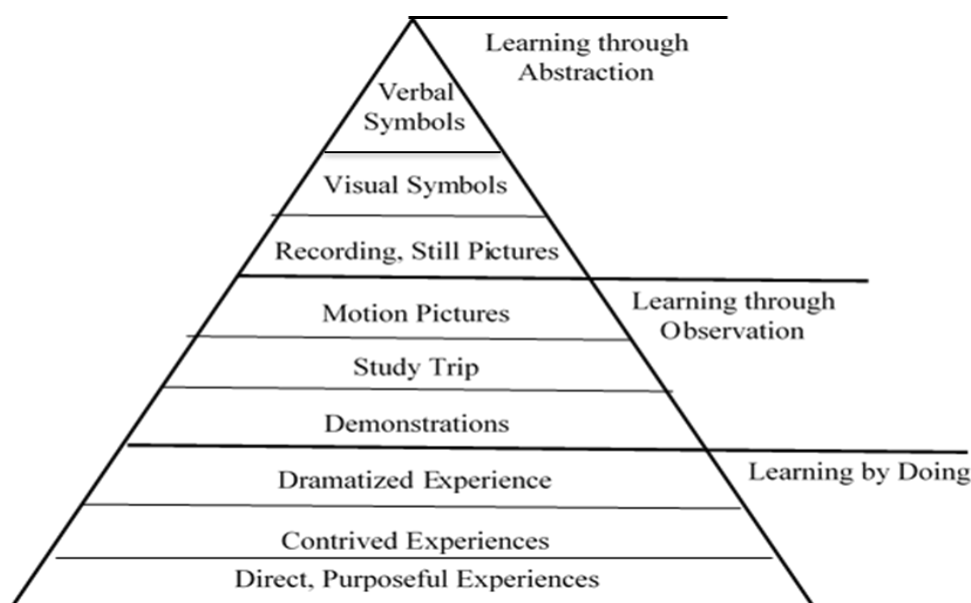 Learning through
Abstraction
Verbal
Symbols
Visual Symbols
Recording, Still Pictures
Learning through
Observation
Motion Pictures
Study Trip
Demonstrations
Learning by Doing
Dramatized Experience
Contrived Experiences
Direct, Purposeful Experiences